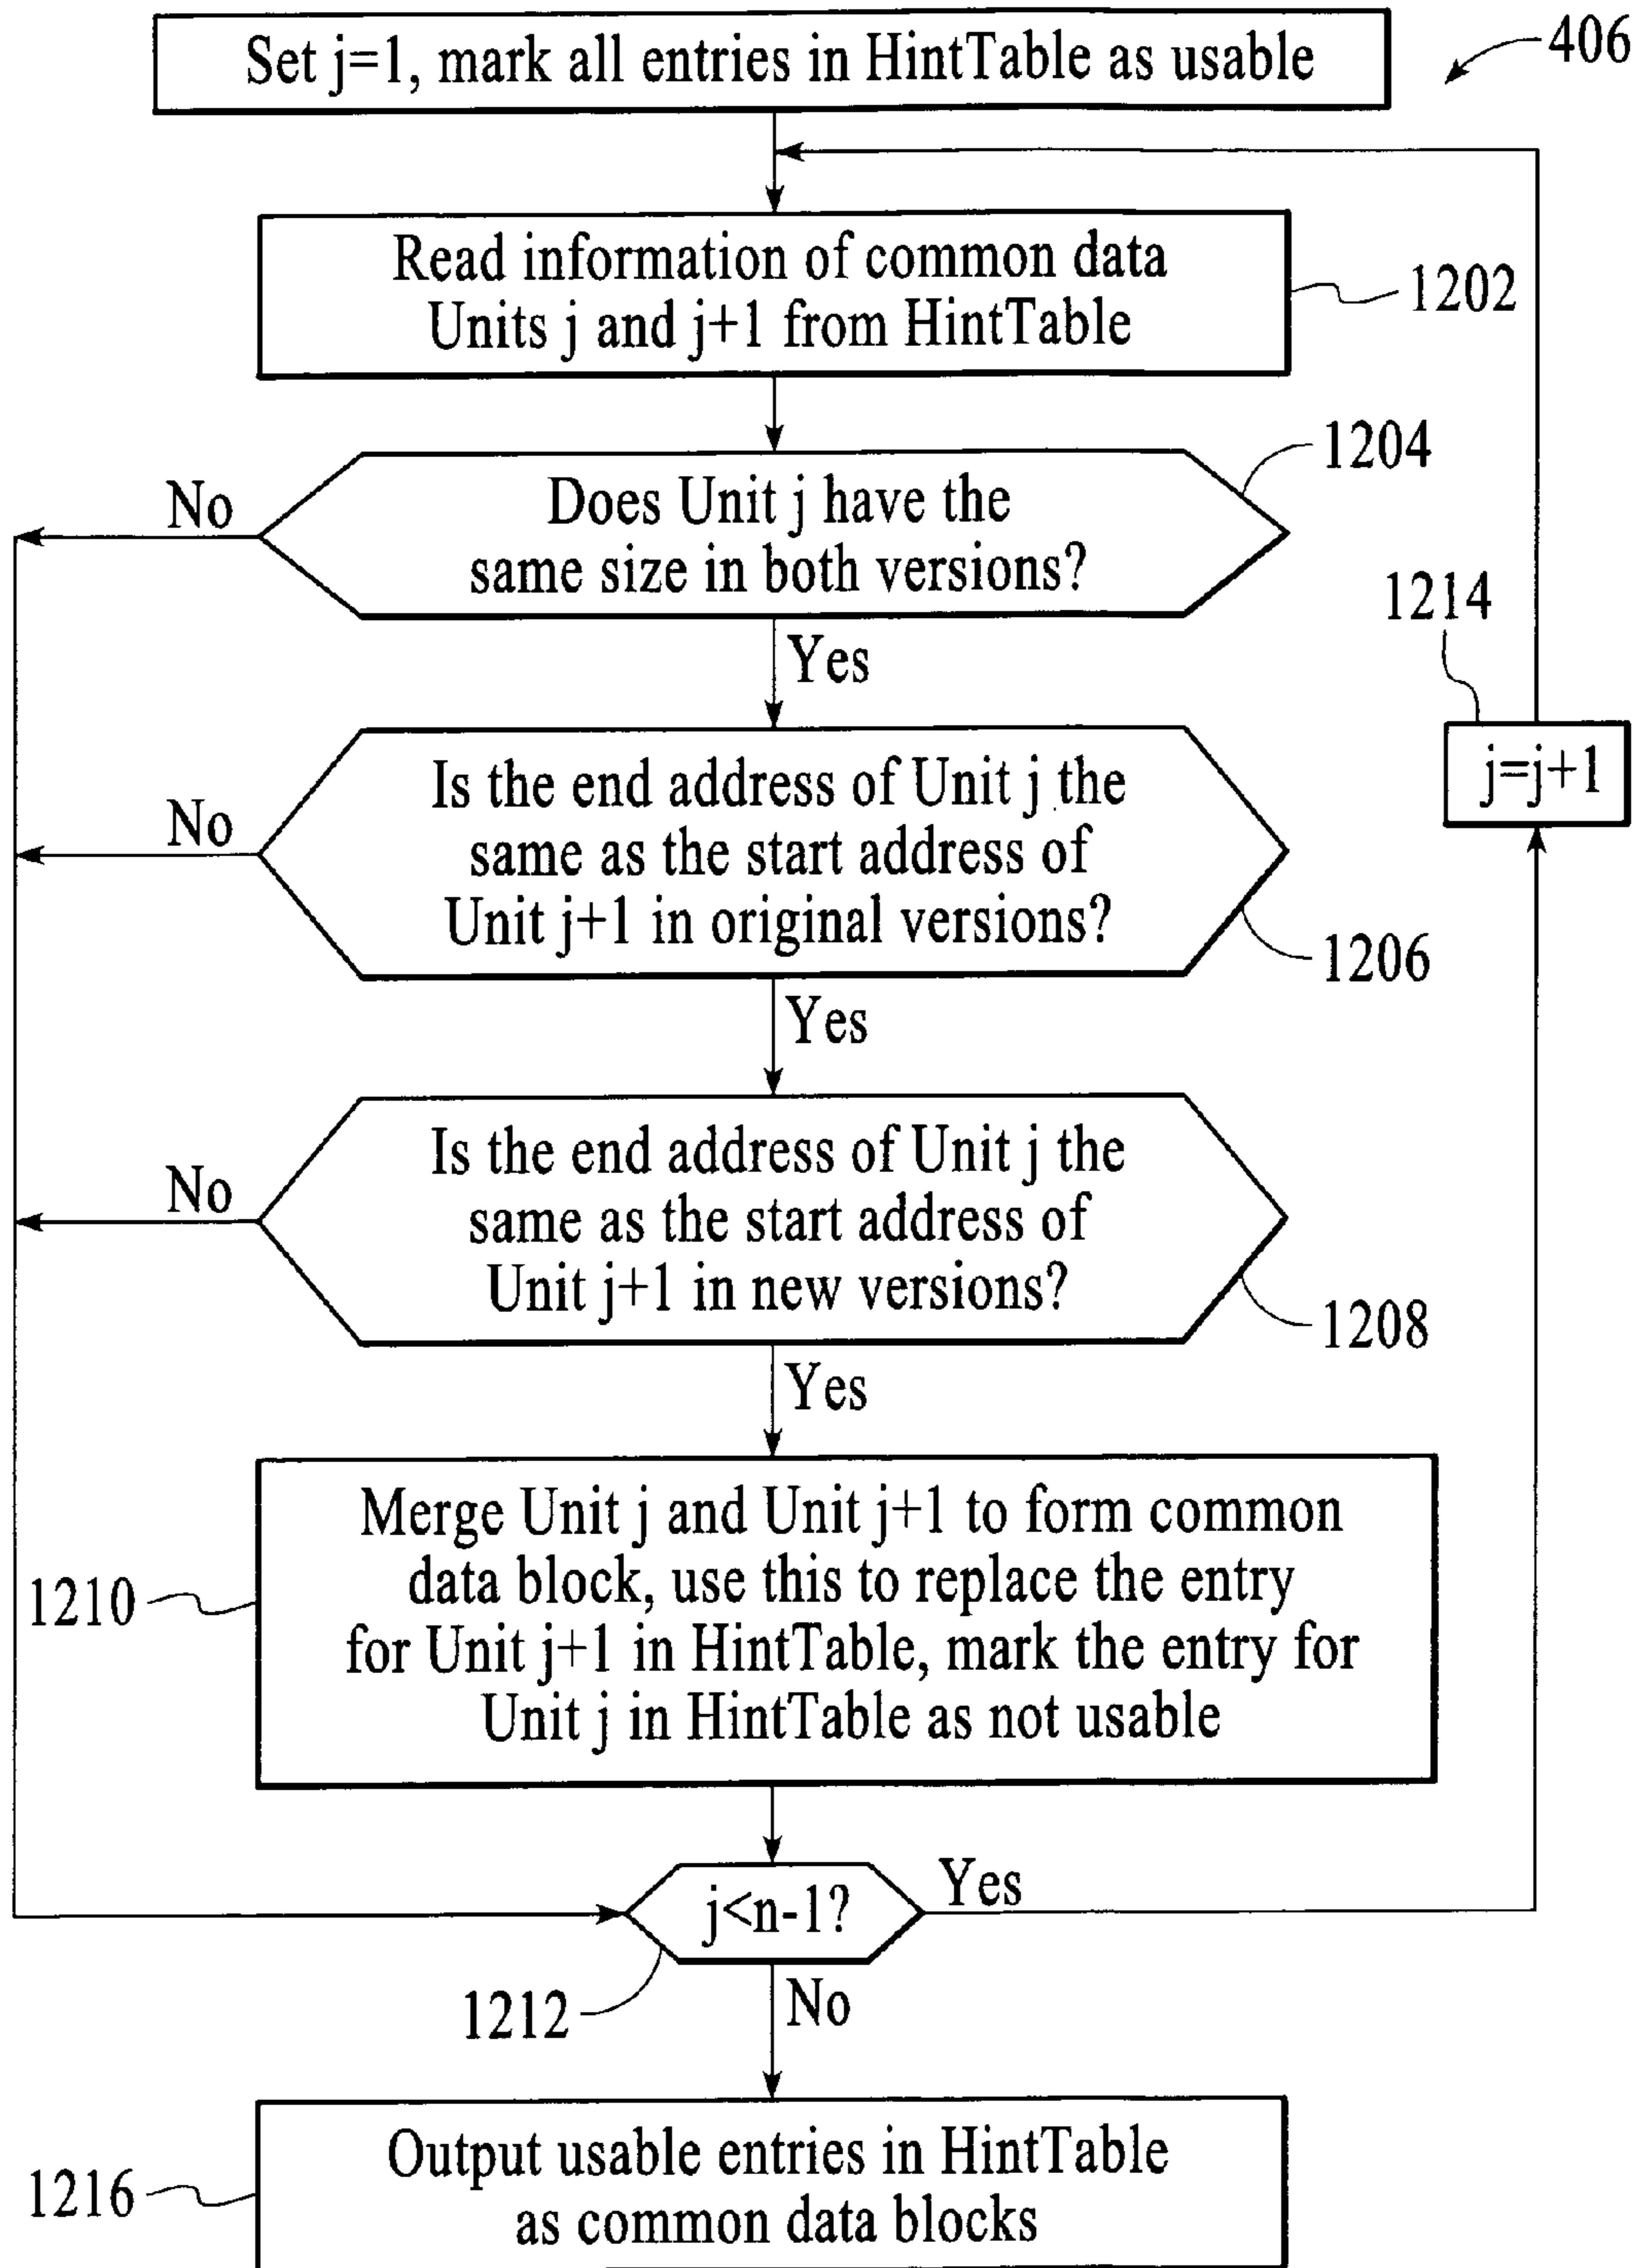 Set j=1, mark all entries in HintTable as usable
406
Read information of common data
Units j and j+1 from HintTable
1202
1204
Does Unit j have the
same size in both versions?
No
Yes
1214
j=j+1
Is the end address of Unit j the
same as the start address of
Unit j+1 in original versions?
No
1206
Yes
Is the end address of Unit j the
same as the start address of
Unit j+1 in new versions?
No
1208
Yes
Merge Unit j and Unit j+1 to form common
data block, use this to replace the entry
for Unit j+1 in HintTable, mark the entry for
Unit j in HintTable as not usable
1210
j<n-1?
Yes
1212
No
Output usable entries in HintTable
as common data blocks
1216